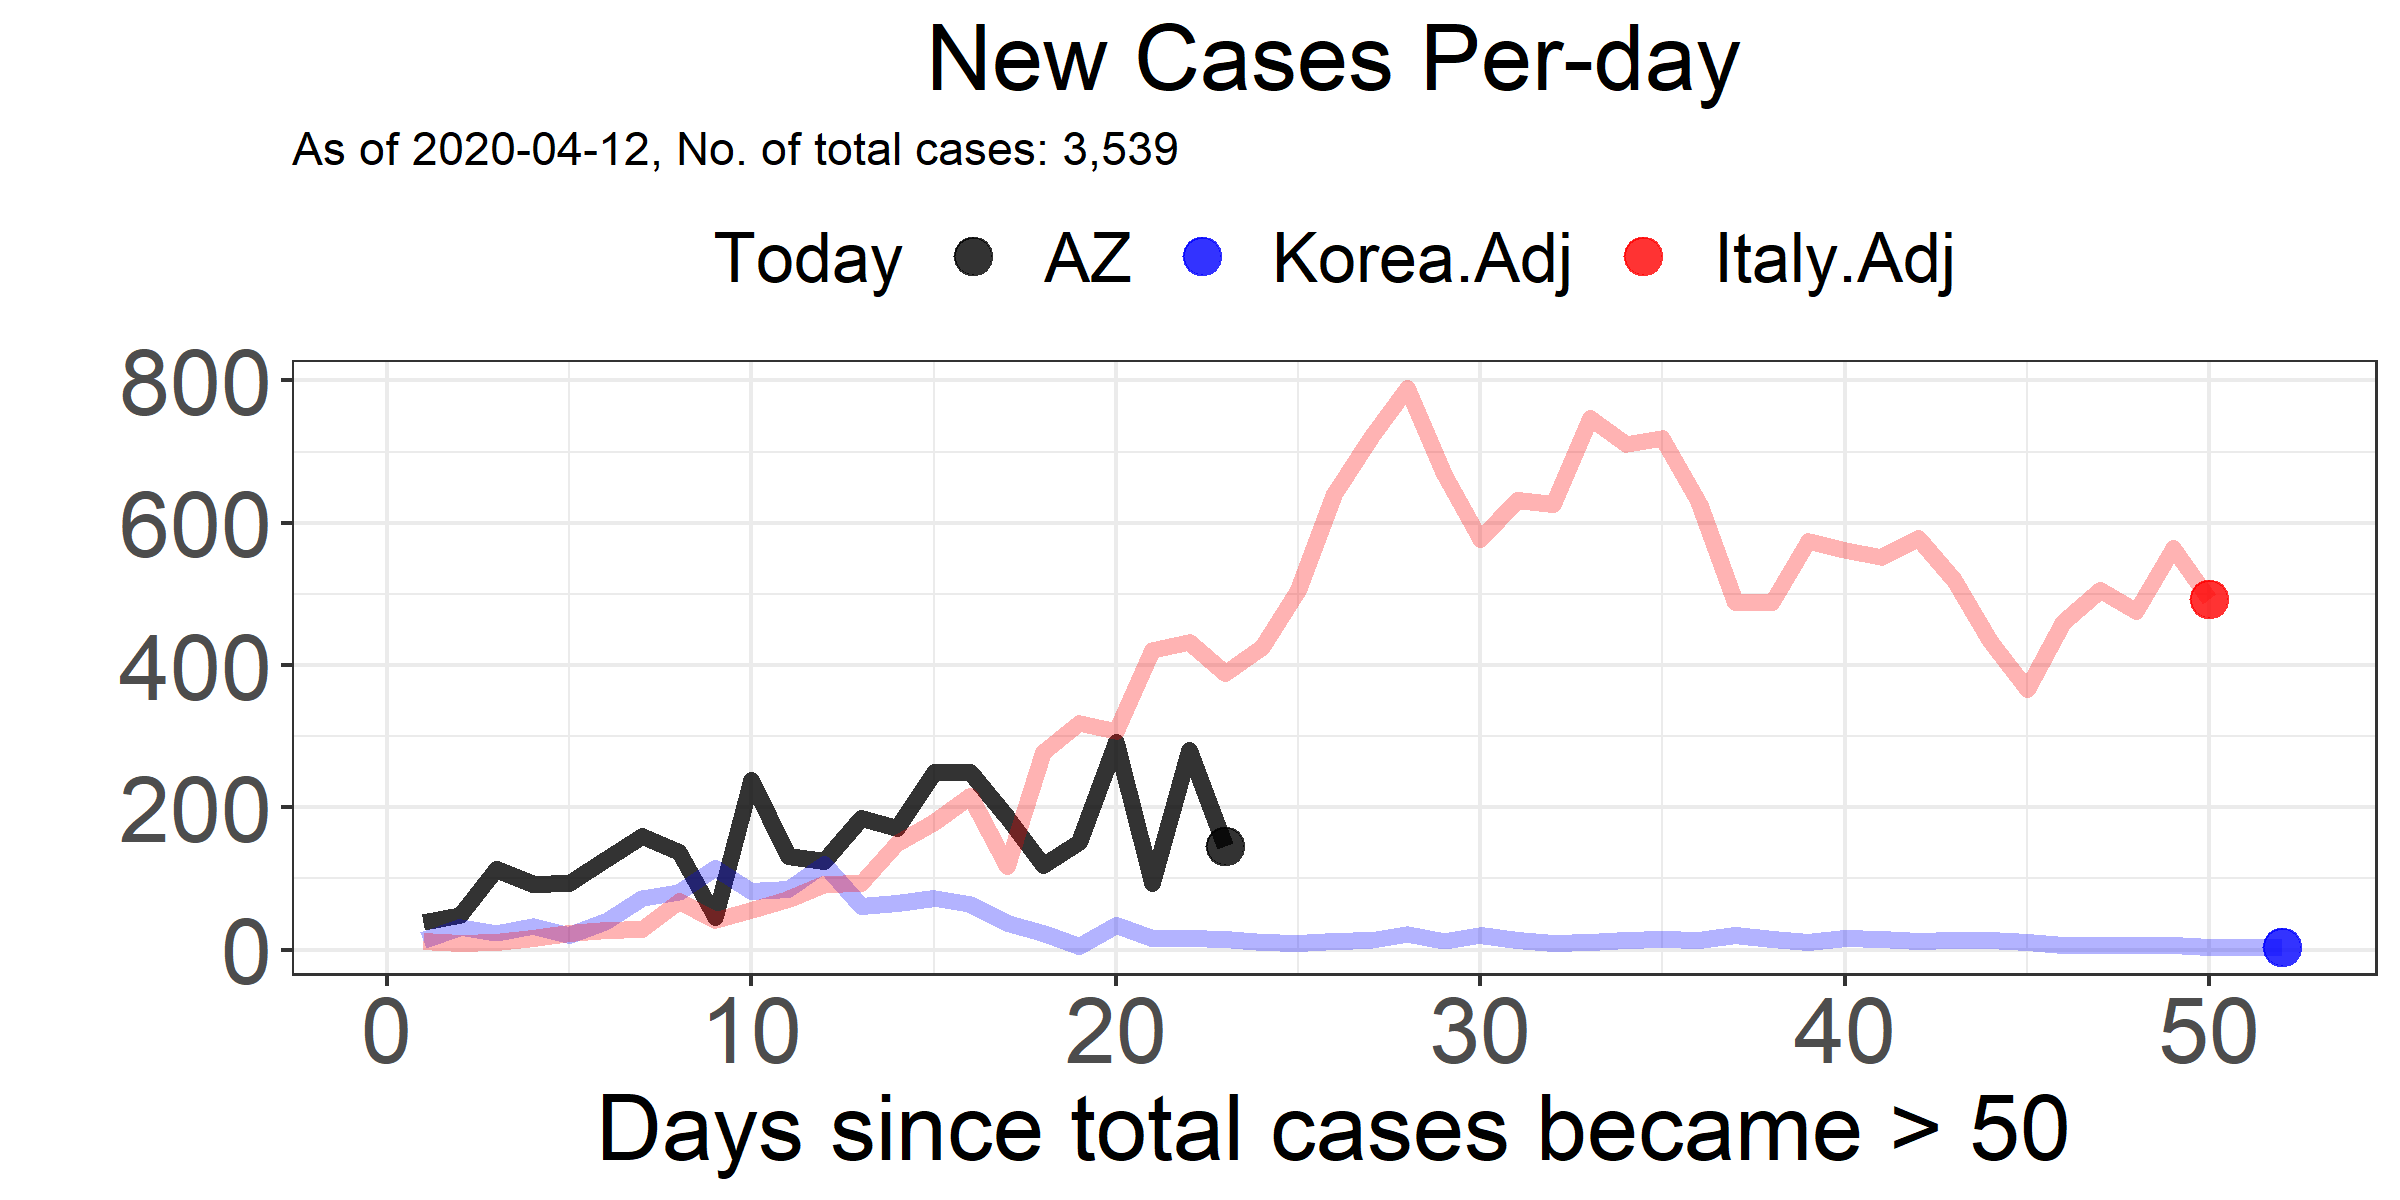 New Cases Per-day
As of 2020-04-12, No. of total cases: 3,539
Today AZ Korea.Adj Italy.Adj
800
600
400
200
0
0 10 20 30 40 50
Days since total cases became > 50